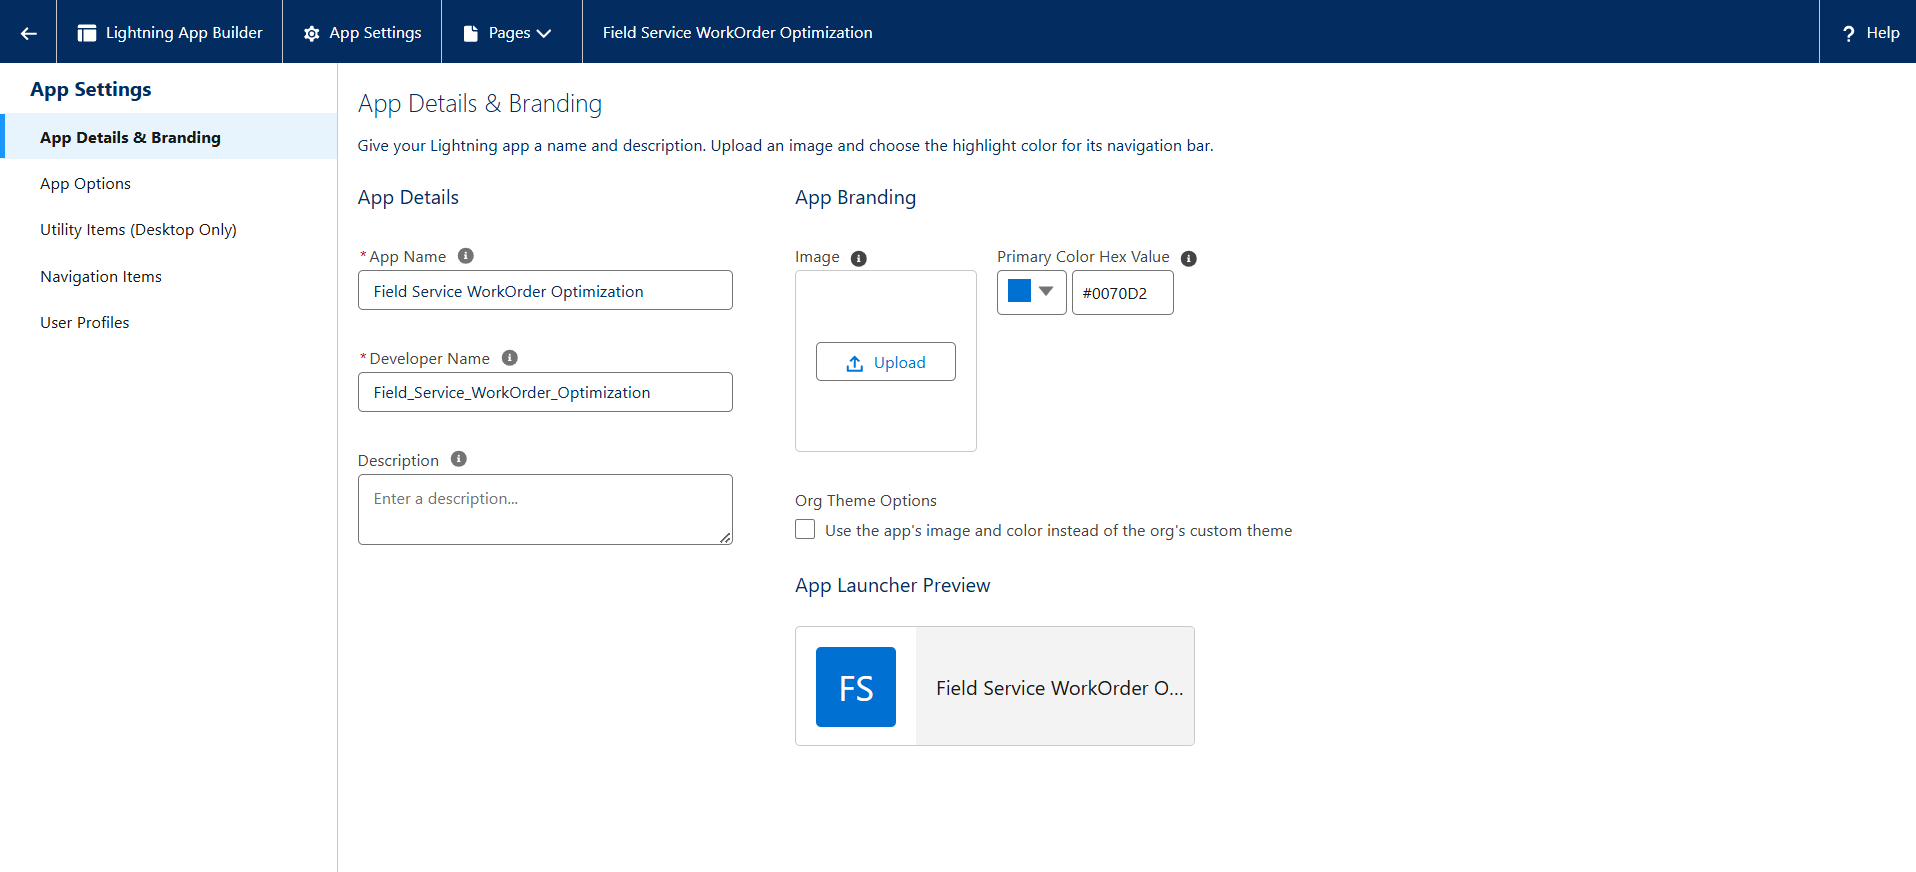 Lightning App Builder
App Settings
Pages
Field Service WorkOrder Optimization
? Help
App Settings
App Details & Branding
App Options
Utility Items (Desktop Only)
Navigation Items
User Profiles
App Details & Branding
Give your Lightning app a name and description. Upload an image and choose the highlight color for its navigation bar.
App Details
* App Name
Field Service WorkOrder Optimization
* Developer Name
Field_Service_WorkOrder_Optimization
Description
Enter a description...
App Branding
Image
Upload
Primary Color Hex Value
#0070D2
Org Theme Options
Use the app's image and color instead of the org's custom theme
App Launcher Preview
FS
Field Service WorkOrder O...